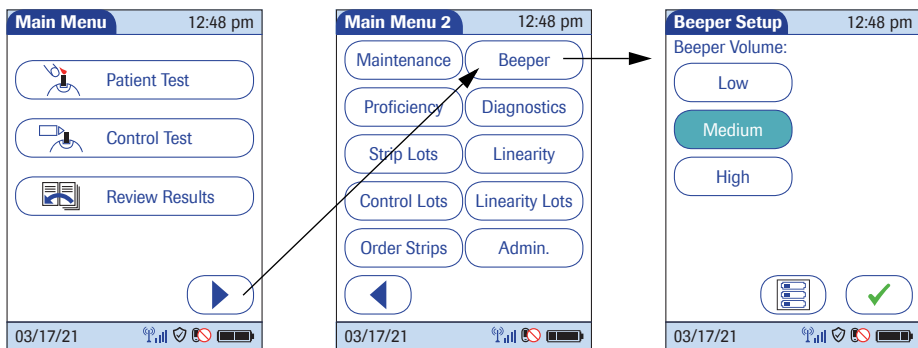 Main Menu 12:48 pm
Patient Test
Control Test
Review Results
03/17/21
Main Menu 2 12:48 pm
Maintenance Beeper
Proficiency Diagnostics
Strip Lots Linearity
Control Lots Linearity Lots
Order Strips Admin.
03/17/21
Beeper Setup 12:48 pm
Beeper Volume:
Low
Medium
High
03/17/21